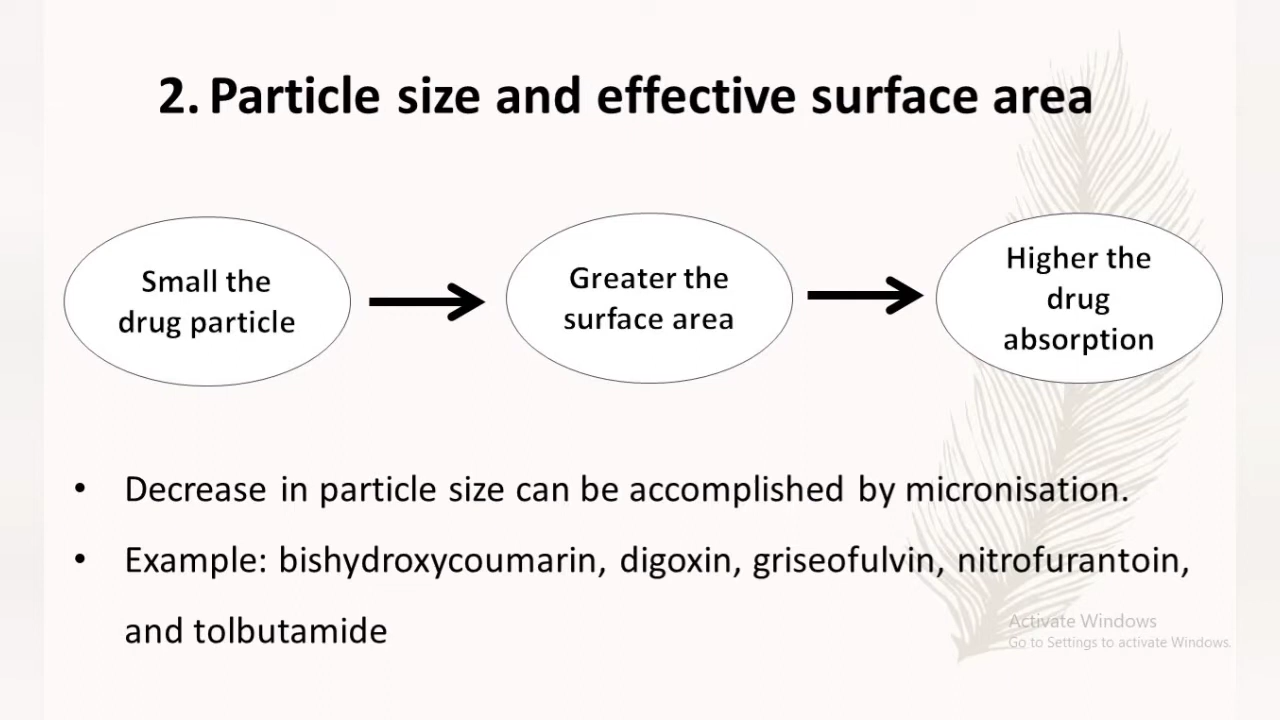 2. Particle size and effective surface area
Small the
drug particle
Greater the
surface area
Higher the
drug
absorption
• Decrease in particle size can be accomplished by micronisation.
• Example: bishydroxycoumarin, digoxin, griseofulvin, nitrofurantoin,
and tolbutamide
Activate Windows
Go to Settings to activate Windows.